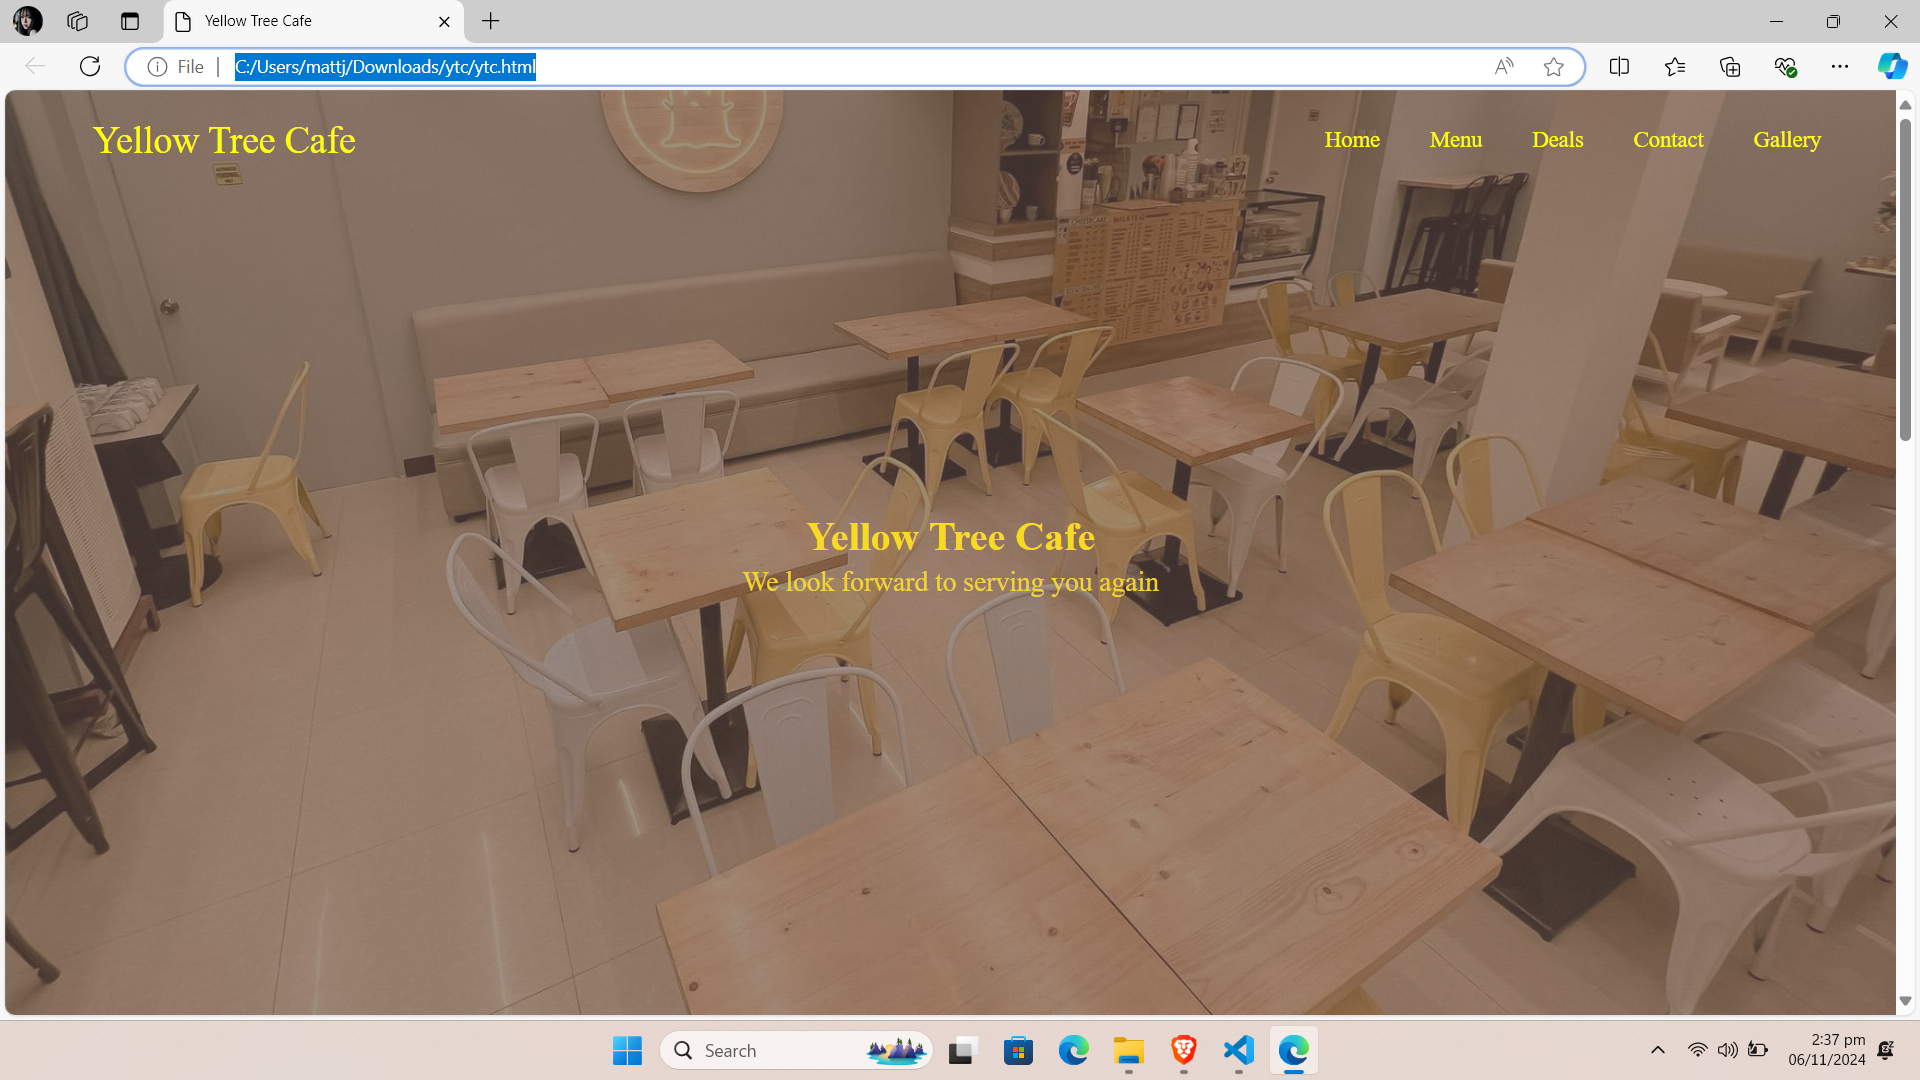 Yellow Tree Cafe
File
C:/Users/mattj/Downloads/ytc/ytc.html
Yellow Tree Cafe
Home
Menu
Deals
Contact
Gallery
Yellow Tree Cafe
We look forward to serving you again
Search
2:37 pm
06/11/2024